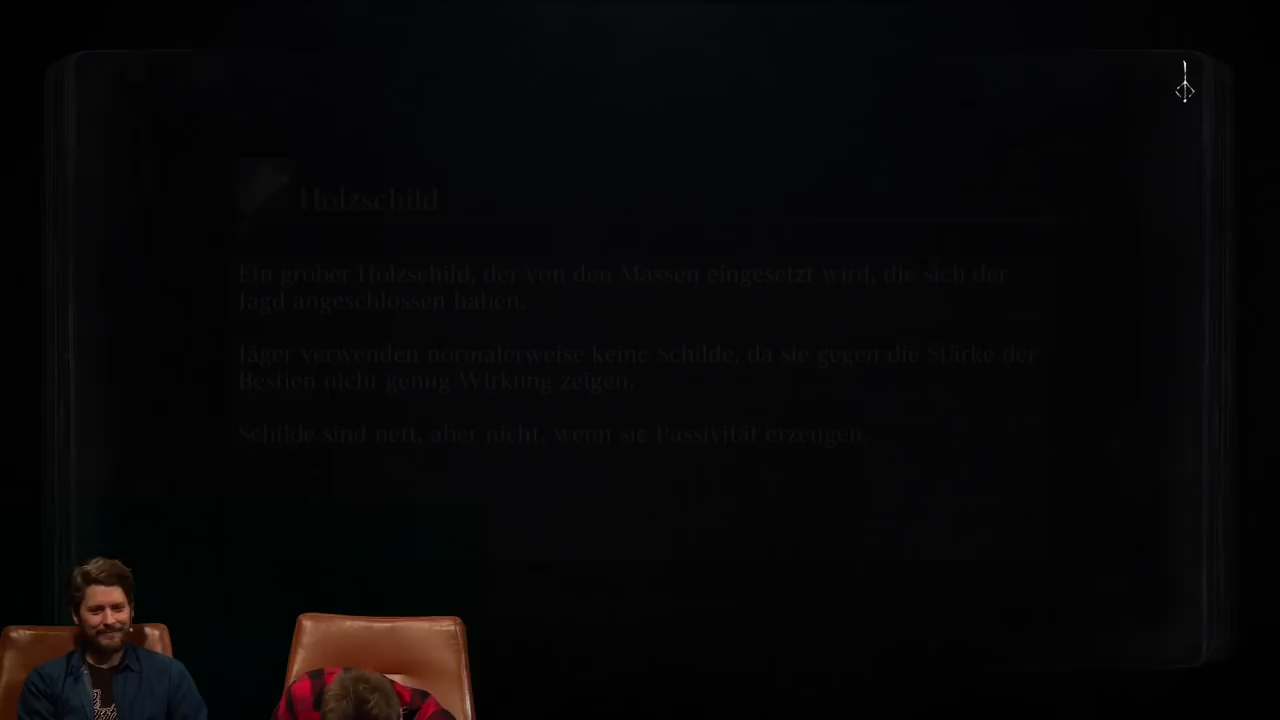 Holzschild
Ein grober Holzschild, der von den Massen eingesetzt wird, die sich der
Jagd angeschlossen haben.
Jäger verwenden normalerweise keine Schilde, da sie gegen die Stärke der
Bestien nicht genug Wirkung zeigen.
Schilde sind nett, aber nicht, wenn sie Passivität erzeugen.